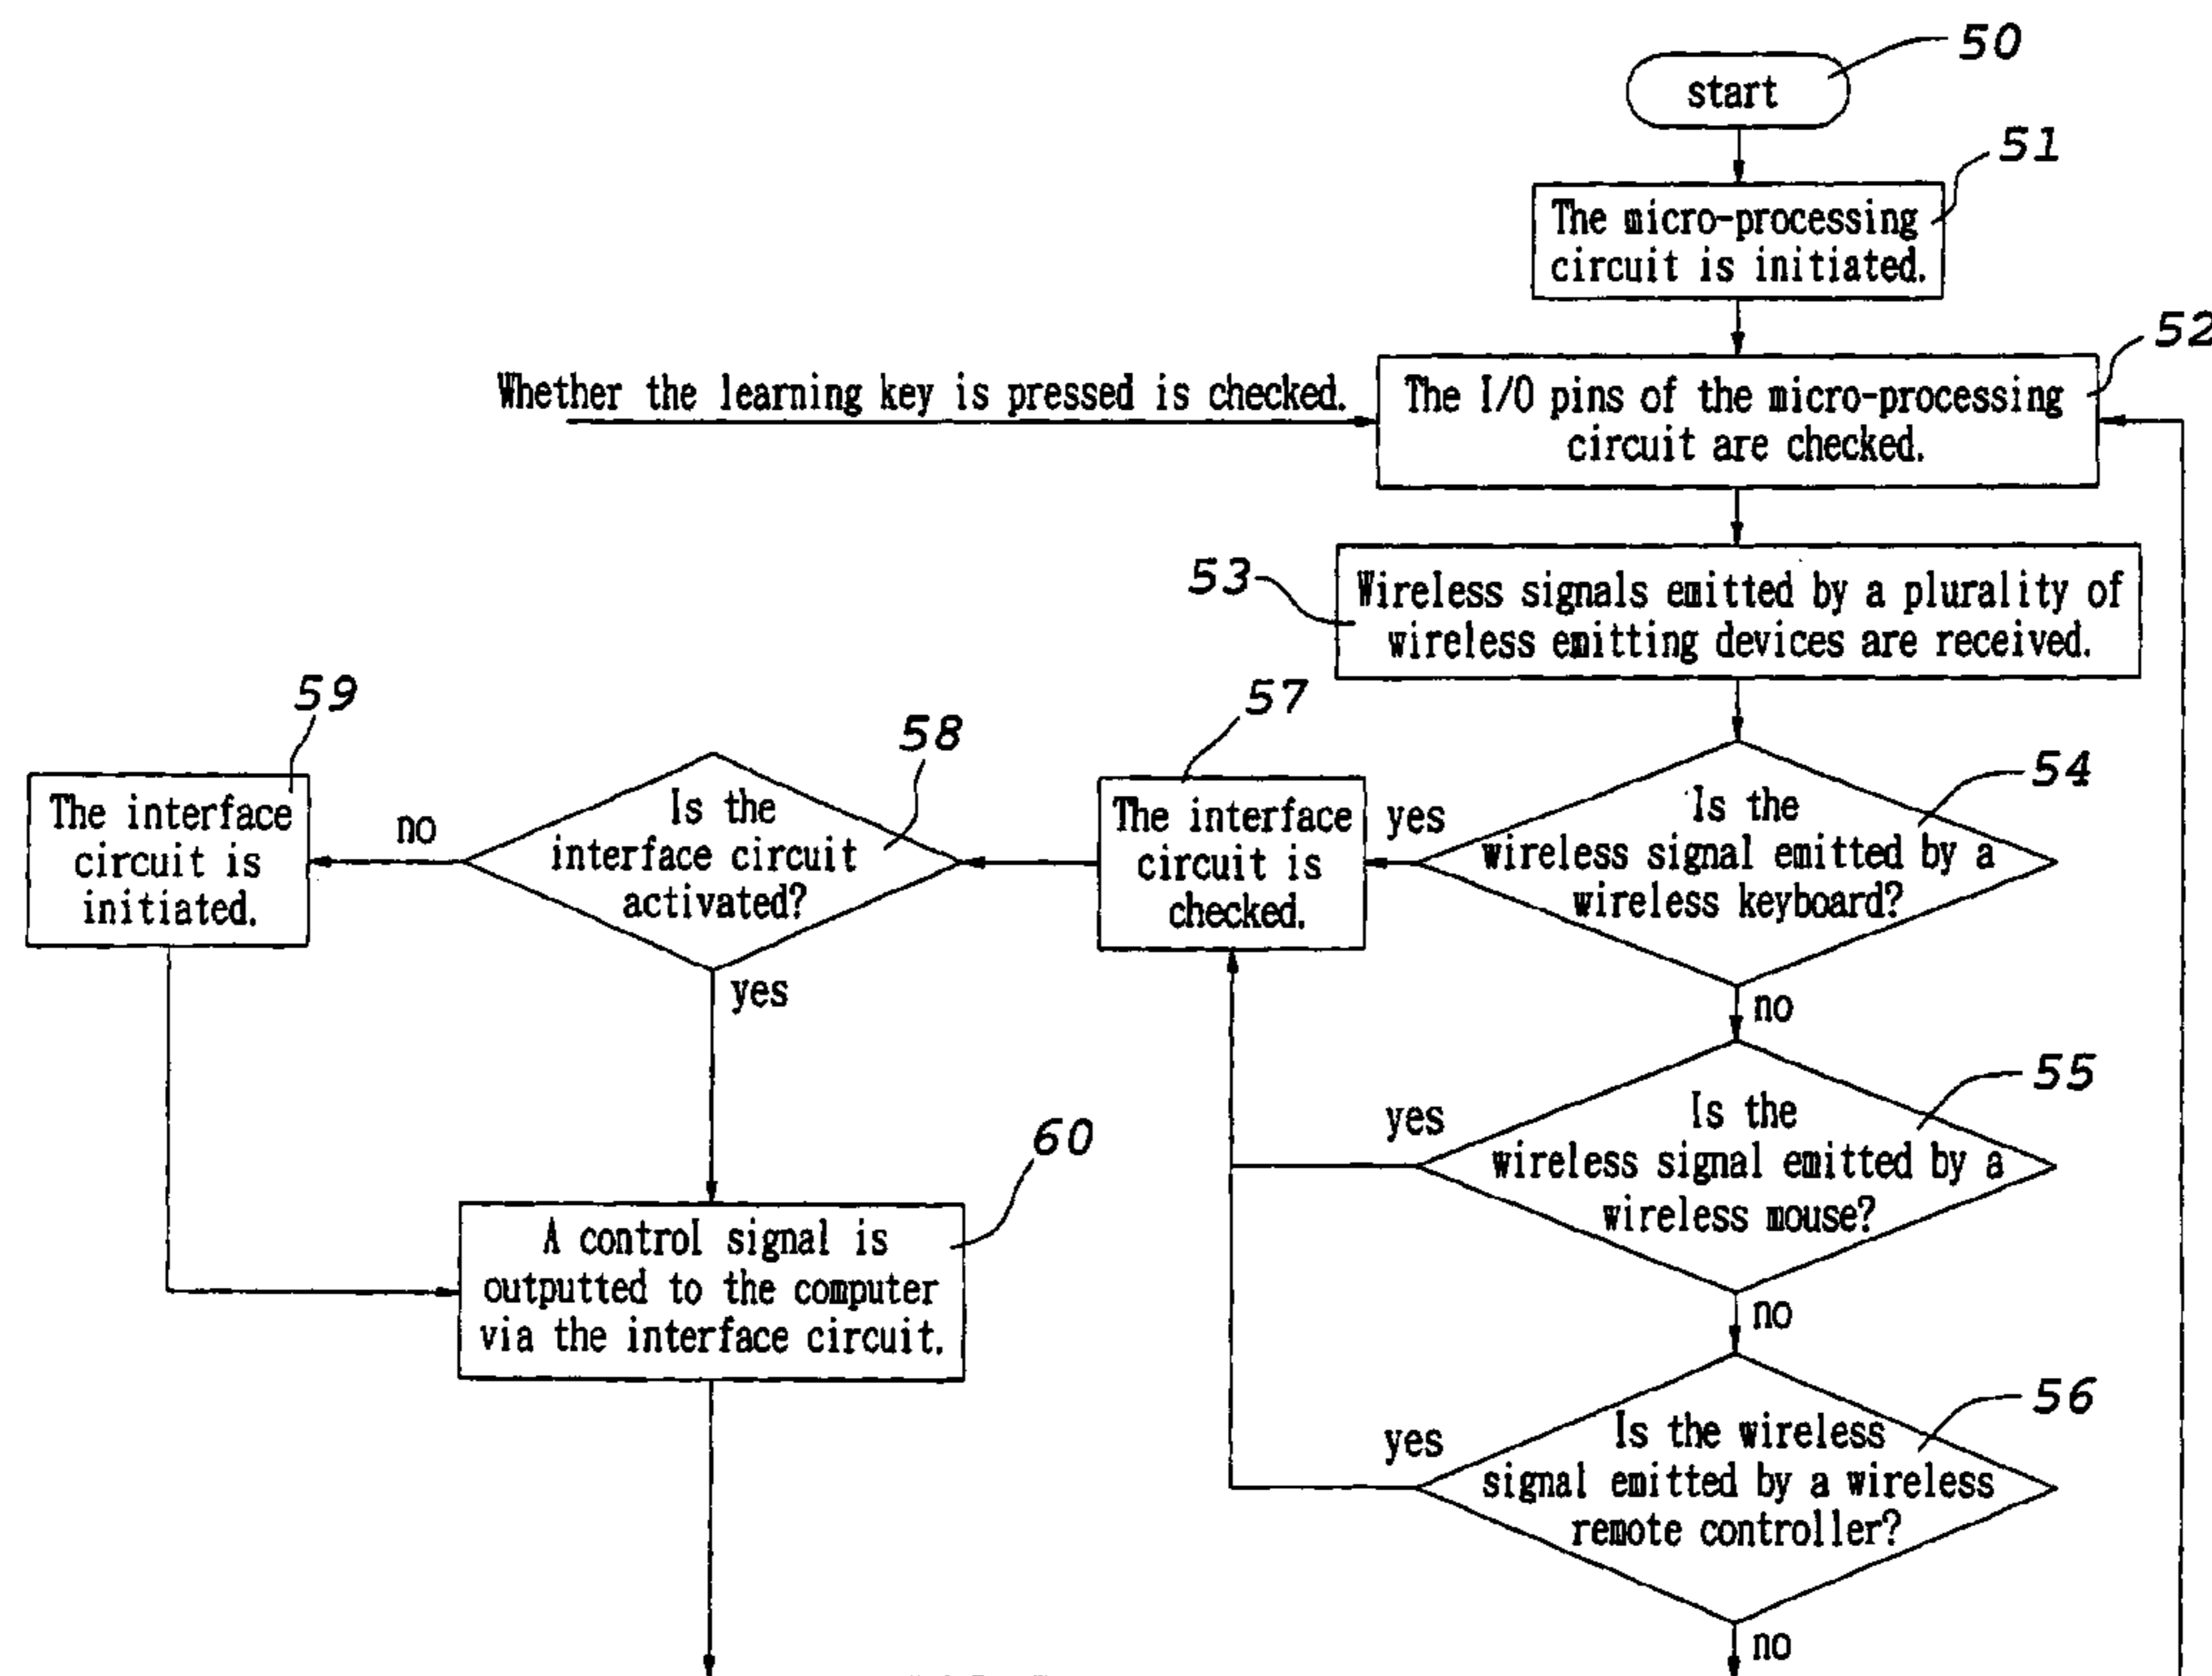 50
start
51
The micro-processing
circuit is initiated.
52
Whether the learning key is pressed is checked.
The I/O pins of the micro-processing
circuit are checked.
53
Wireless signals emitted by a plurality of
wireless emitting devices are received.
54
Is the
wireless signal emitted by a
wireless keyboard?
yes
no
57
The interface
circuit is
checked.
58
Is the
interface circuit
activated?
no
yes
59
The interface
circuit is
initiated.
55
Is the
wireless signal emitted by a
wireless mouse?
yes
no
60
A control signal is
outputted to the computer
via the interface circuit.
56
Is the wireless
signal emitted by a wireless
remote controller?
yes
no